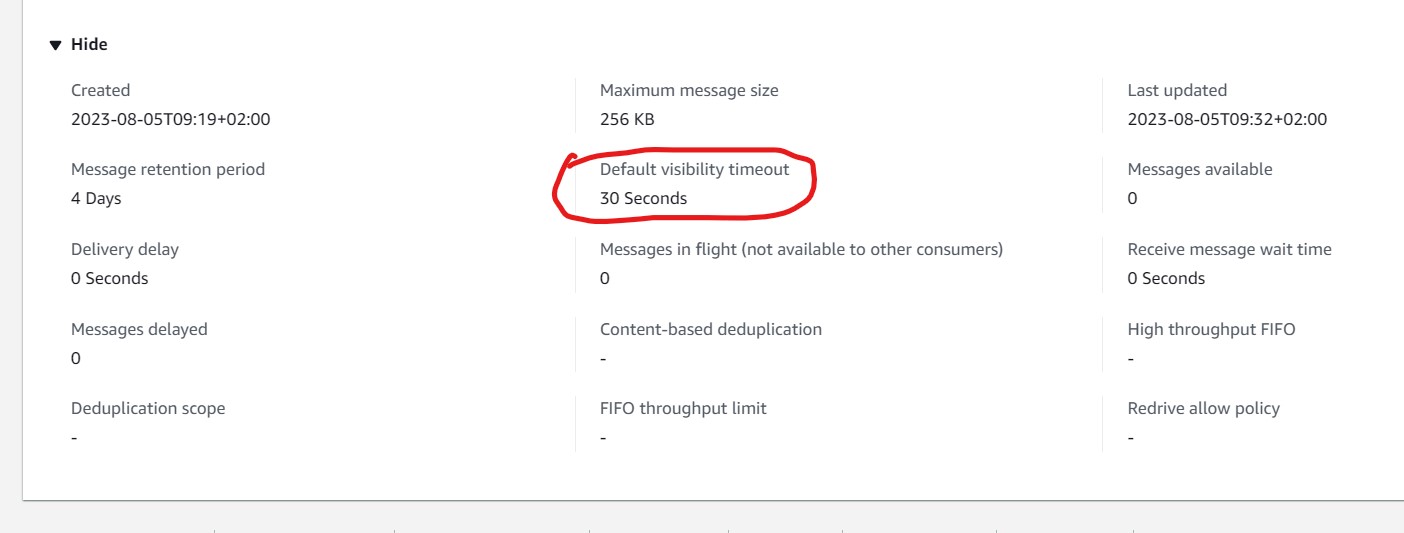 Hide
Created
2023-08-05T09:19+02:00
Maximum message size
256 KB
Last updated
2023-08-05T09:32+02:00
Message retention period
4 Days
Default visibility timeout
30 Seconds
Messages available
0
Delivery delay
0 Seconds
Messages in flight (not available to other consumers)
0
Receive message wait time
0 Seconds
Messages delayed
0
Content-based deduplication
-
High throughput FIFO
-
Deduplication scope
-
FIFO throughput limit
-
Redrive allow policy
-